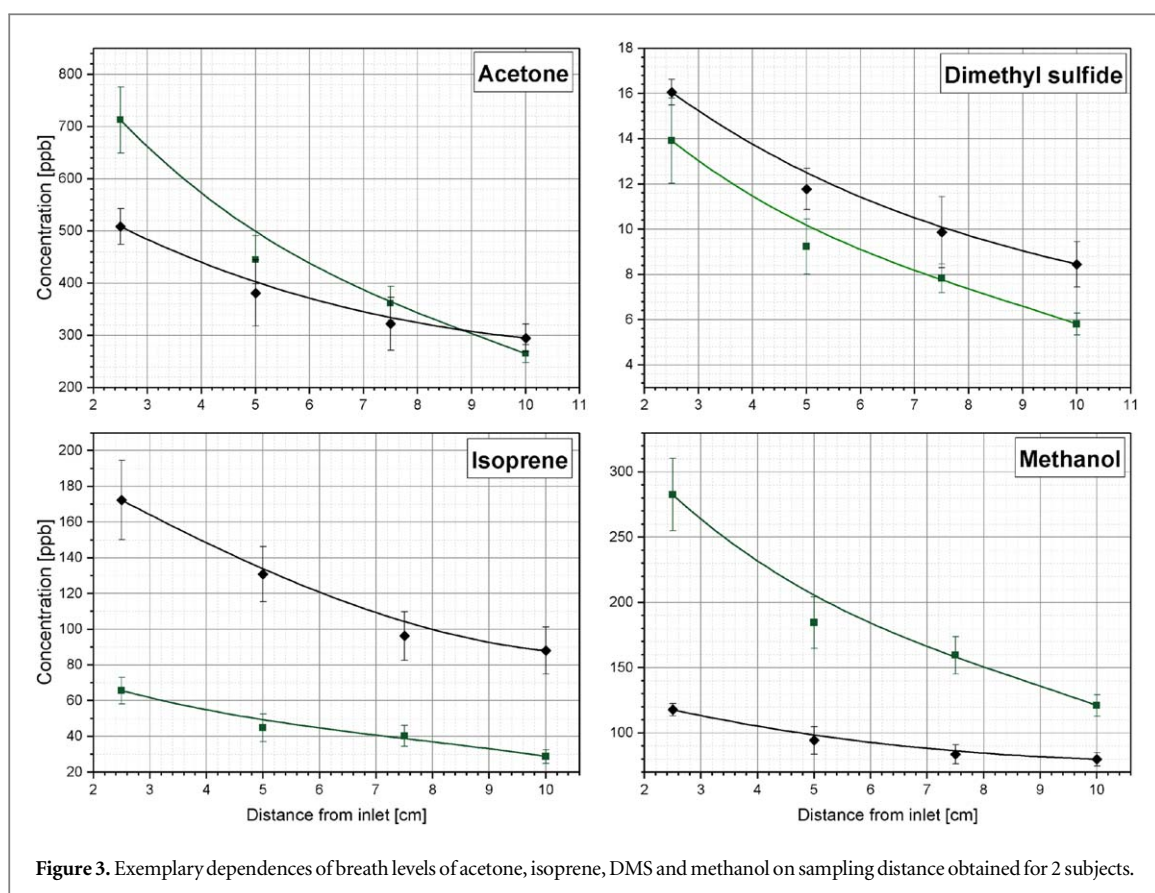 Acetone
Concentration [ppb]
800
700
600
500
400
300
200
2 3 4 5 6 7 8 9 10 11
Dimethyl sulfide
18
16
14
12
10
8
6
4
2 3 4 5 6 7 8 9 10 11
Isoprene
Concentration [ppb]
200
180
160
140
120
100
80
60
40
20
2 3 4 5 6 7 8 9 10
Distance from inlet [cm]
Methanol
300
250
200
150
100
2 3 4 5 6 7 8 9 10
Distance from inlet [cm]
Figure 3. Exemplary dependences of breath levels of acetone, isoprene, DMS and methanol on sampling distance obtained for 2 subjects.